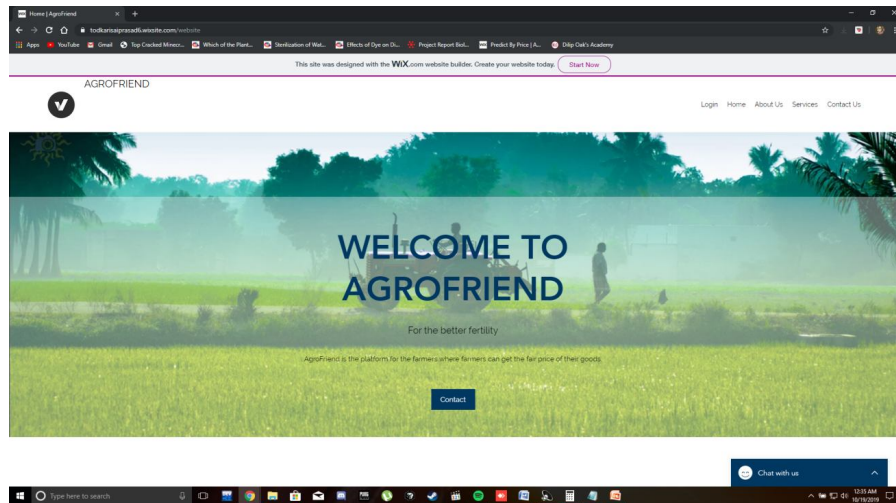 Home | AgroFriend
todkarisaiprasad6.wixsite.com/website
Apps YouTube Gmail Top Cracked Minecr... Which of the Plant... Sterilization of Wat... Effects of Dye on Di... Project Report Biol... Predict By Price | A... Dilip Oak's Academy
This site was designed with the WiX.com website builder. Create your website today. Start Now
AGROFRIEND
Login Home About Us Services Contact Us
WELCOME TO
AGROFRIEND
For the better fertility
AgroFriend is the platform for the farmers where farmers can get the fair price of their goods.
Contact
Chat with us
Type here to search
12:35 AM
10/19/2019